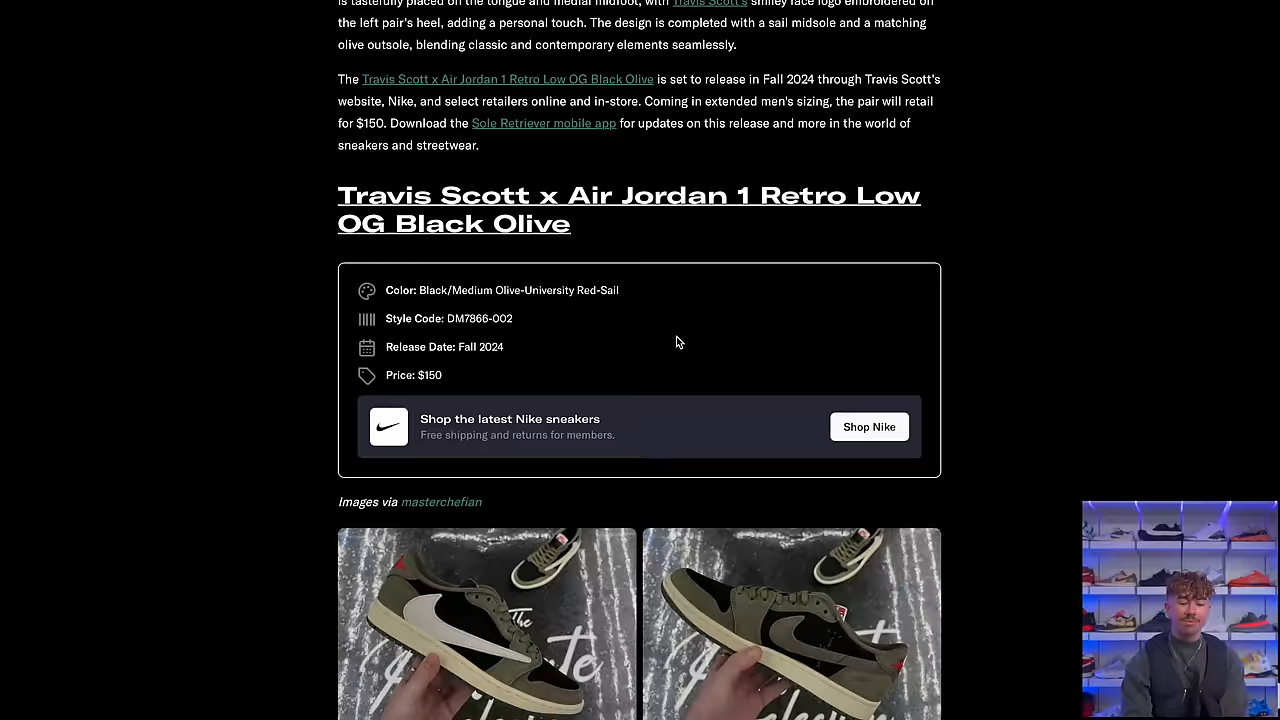 is tastefully placed on the tongue and medial midfoot, with Travis Scott's smiley face logo embroidered on
the left pair's heel, adding a personal touch. The design is completed with a sail midsole and a matching
olive outsole, blending classic and contemporary elements seamlessly.
The Travis Scott x Air Jordan 1 Retro Low OG Black Olive is set to release in Fall 2024 through Travis Scott's
website, Nike, and select retailers online and in-store. Coming in extended men's sizing, the pair will retail
for $150. Download the Sole Retriever mobile app for updates on this release and more in the world of
sneakers and streetwear.
Travis Scott x Air Jordan 1 Retro Low
OG Black Olive
Color: Black/Medium Olive-University Red-Sail
Style Code: DM7866-002
Release Date: Fall 2024
Price: $150
Shop the latest Nike sneakers
Free shipping and returns for members.
Shop Nike
Images via masterchefian
The